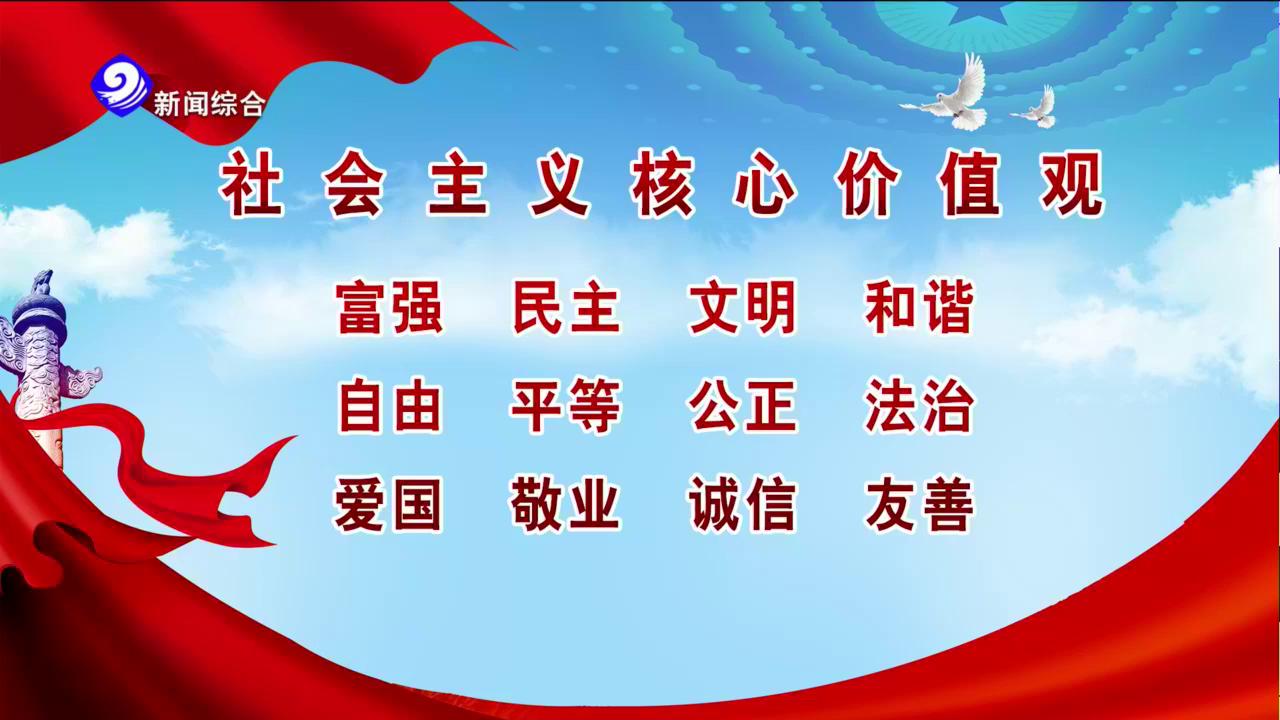 新闻综合
社会主义核心价值观
富强 民主 文明 和谐
自由 平等 公正 法治
爱国 敬业 诚信 友善